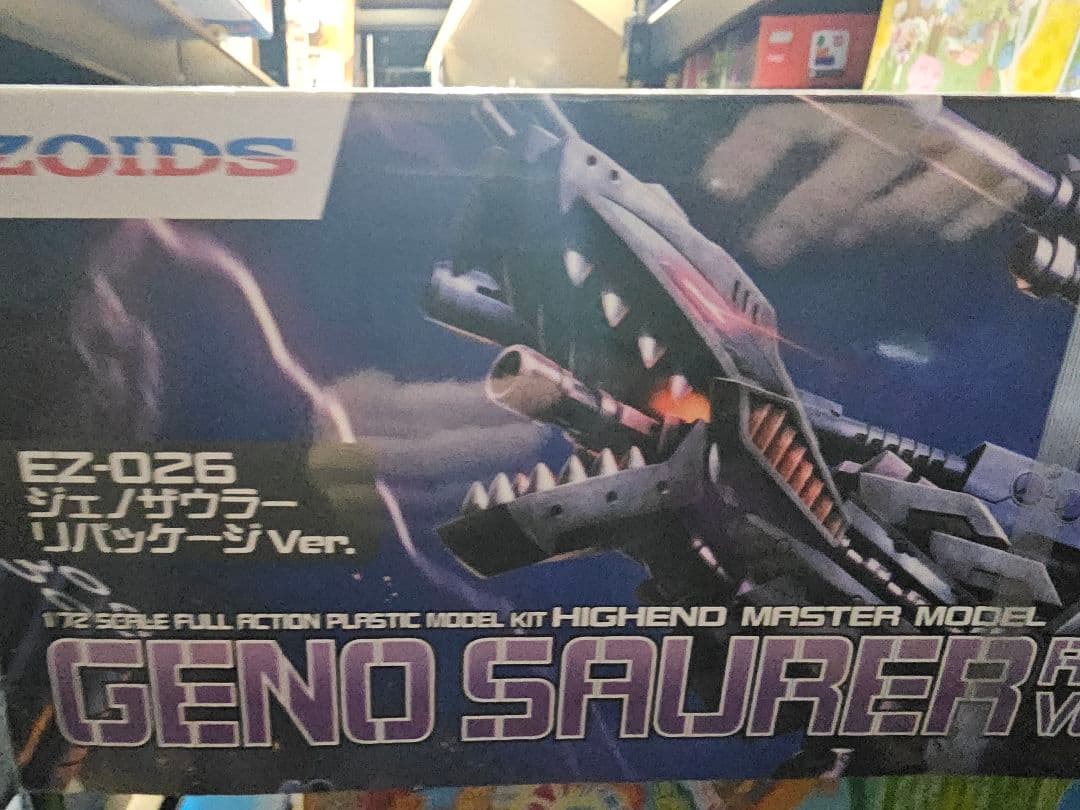 ZOIDS
EZ-026
ジェノザウラー
リパッケージVer.
1/72 SCALE FULL ACTION PLASTIC MODEL KIT HIGHEND MASTER MODEL
GENO SAURER